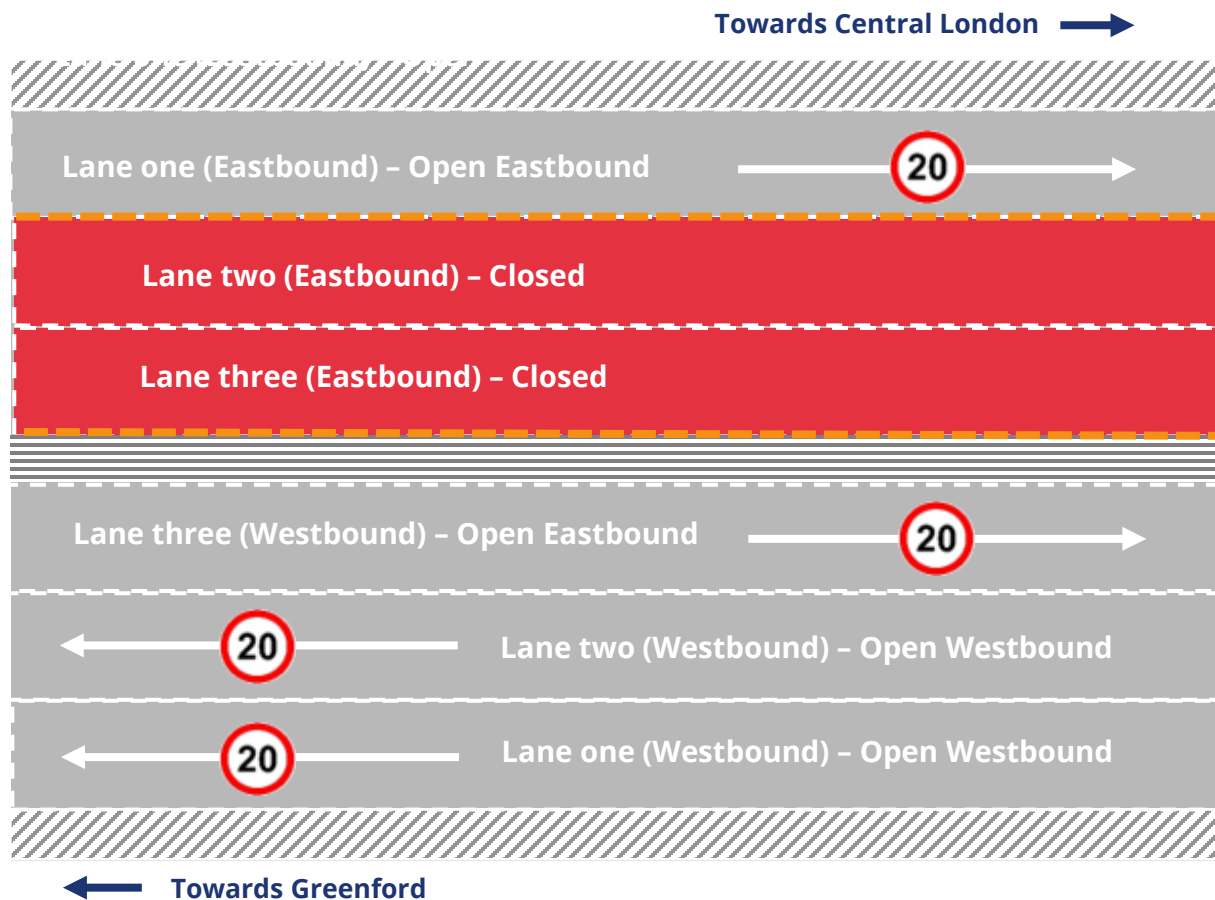 Towards Central London
Lane one (Eastbound) – Open Eastbound
20
Lane two (Eastbound) – Closed
Lane three (Eastbound) – Closed
Lane three (Westbound) – Open Eastbound
20
20
Lane two (Westbound) – Open Westbound
20
Lane one (Westbound) – Open Westbound
Towards Greenford